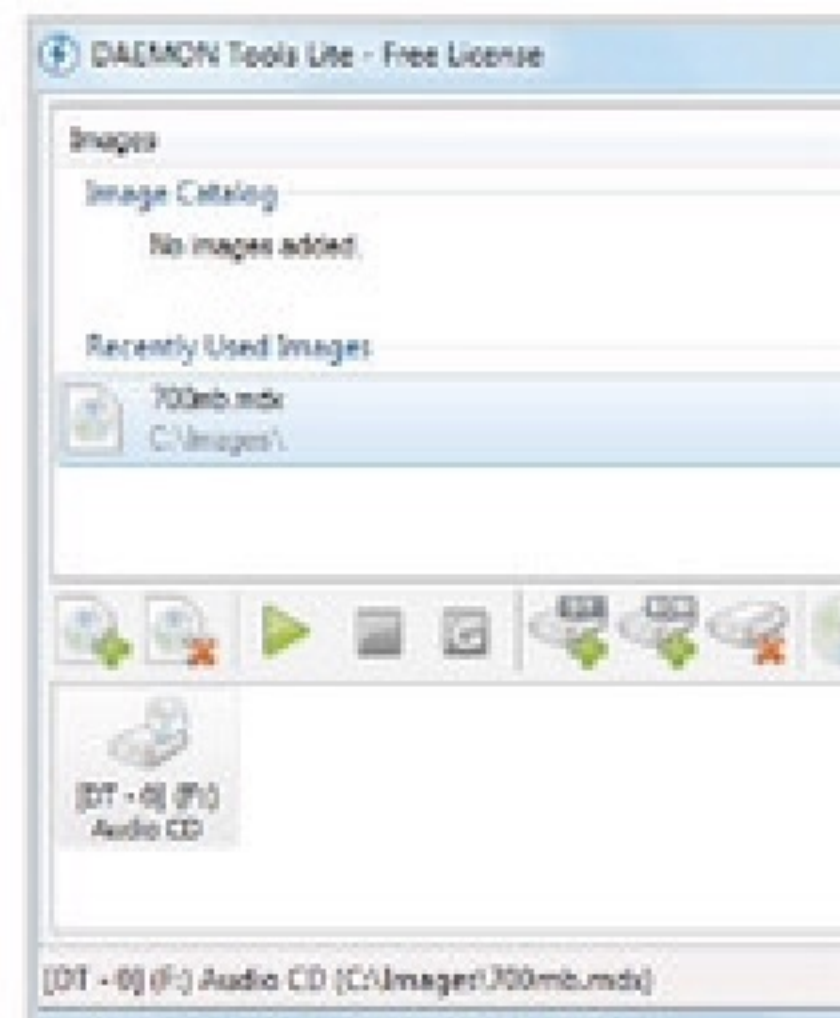 DAEMON Tools Lite - Free License
Images
Image Catalog
No images added.
Recently Used Images
700mb.mdx
C:\Images\
[DT - 0] (F:)
Audio CD
[DT - 0] (F:) Audio CD (C:\Images\700mb.mdx)